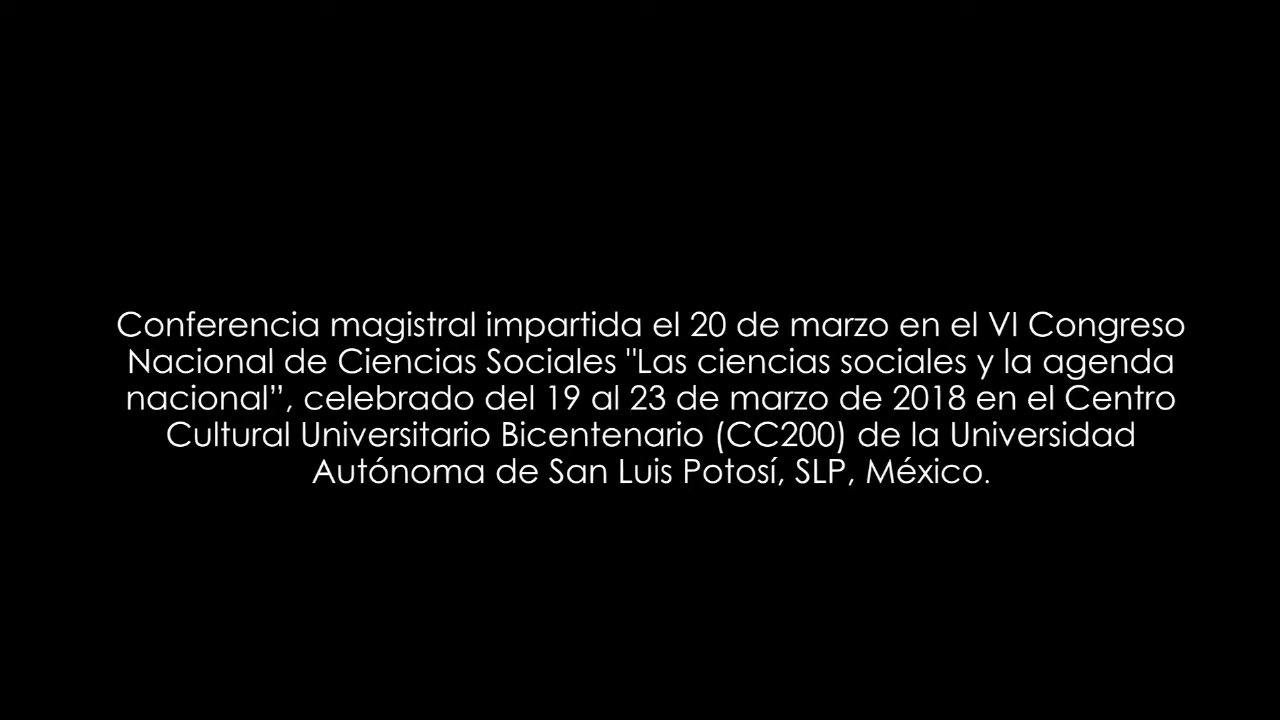 Conferencia magistral impartida el 20 de marzo en el VI Congreso
Nacional de Ciencias Sociales "Las ciencias sociales y la agenda
nacional”, celebrado del 19 al 23 de marzo de 2018 en el Centro
Cultural Universitario Bicentenario (CC200) de la Universidad
Autónoma de San Luis Potosí, SLP, México.